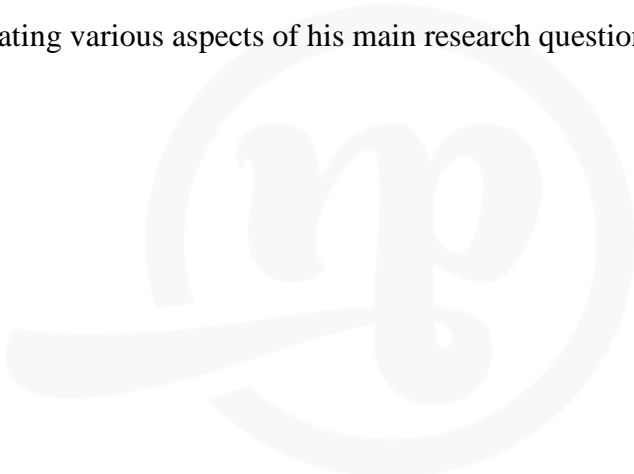 ating various aspects of his main research question